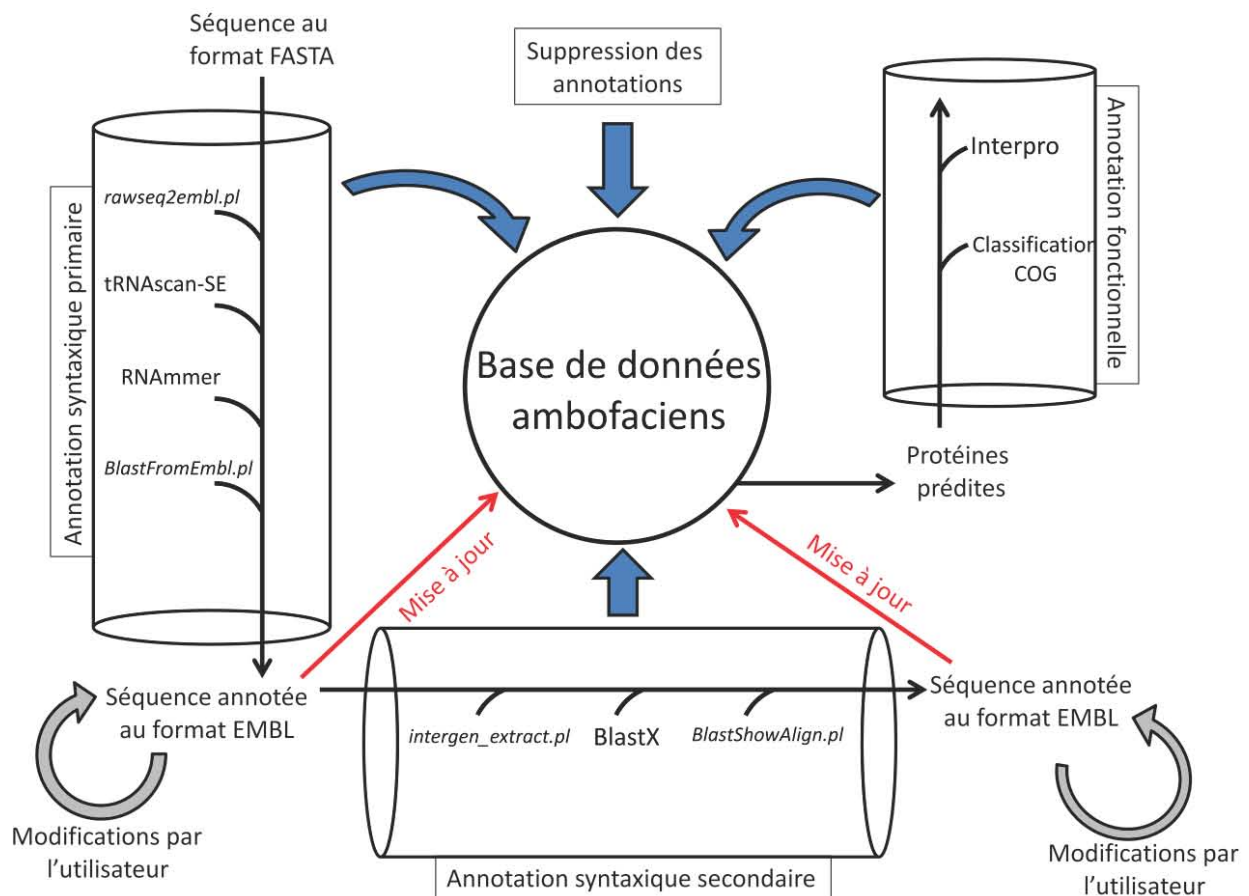 Séquence au
format FASTA
Annotation syntaxique primaire
rawseq2embl.pl
tRNAscan-SE
RNAmmer
BlastFromEmbl.pl
Suppression des
annotations
Base de données
ambofaciens
Interpro
Classification
COG
Annotation fonctionnelle
Protéines
prédites
Mise à jour
Mise à jour
Séquence annotée
au format EMBL
Modifications par
l'utilisateur
intergen_extract.pl
BlastX
BlastShowAlign.pl
Annotation syntaxique secondaire
Séquence annotée
au format EMBL
Modifications par
l'utilisateur